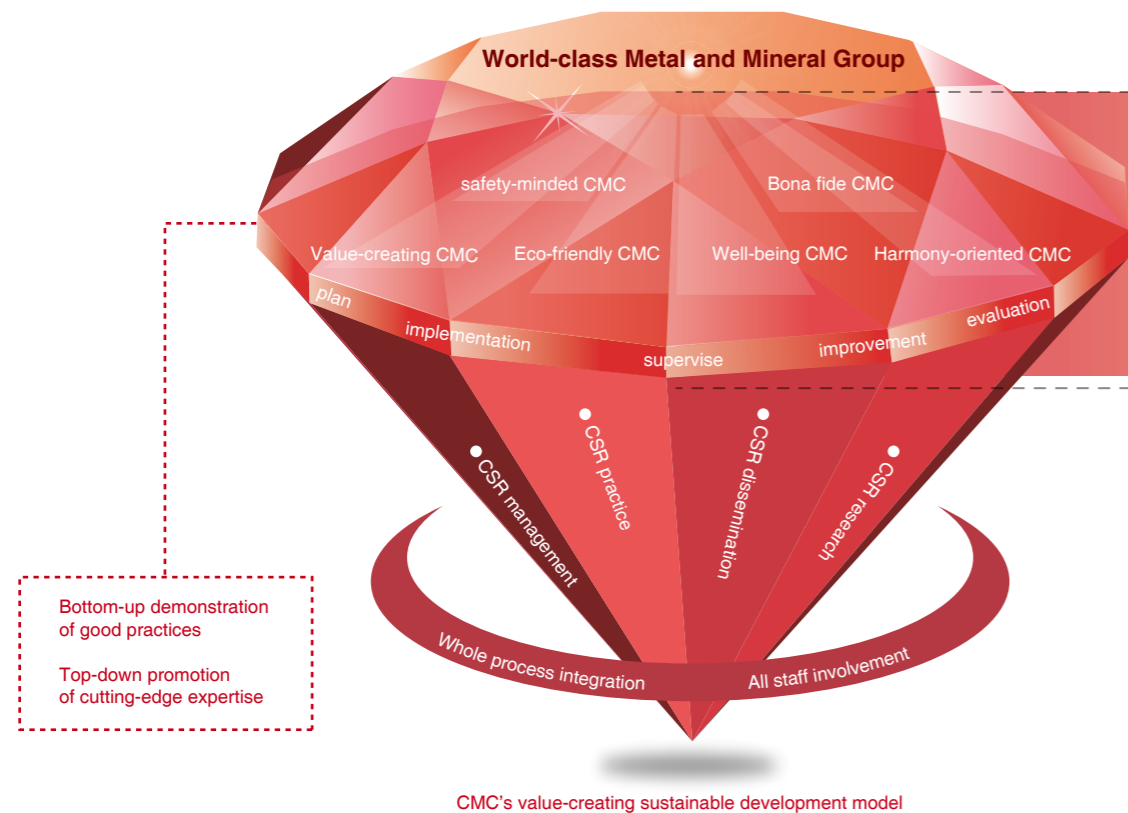 World-class Metal and Mineral Group
safety-minded CMC
Bona fide CMC
Value-creating CMC
Eco-friendly CMC
Well-being CMC
Harmony-oriented CMC
plan
implementation
supervise
improvement
evaluation
CSR management
CSR practice
CSR dissemination
CSR research
Whole process integration
All staff involvement
Bottom-up demonstration
of good practices
Top-down promotion
of cutting-edge expertise
CMC's value-creating sustainable development model